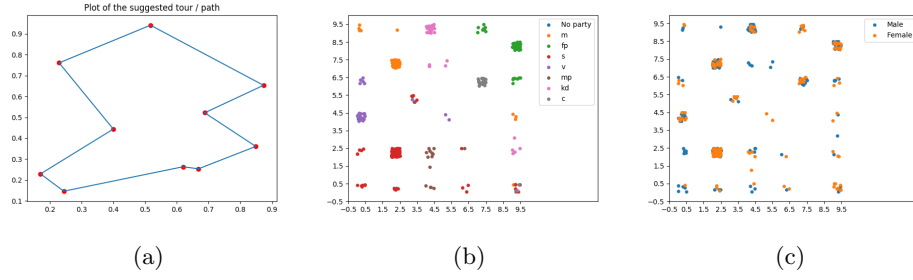 Plot of the suggested tour / path
0.9
0.8
0.7
0.6
0.5
0.4
0.3
0.2
0.1
0.2 0.3 0.4 0.5 0.6 0.7 0.8 0.9
(a)
9.5
8.5
7.5
6.5
5.5
4.5
3.5
2.5
1.5
0.5
−0.5
−0.5 0.5 1.5 2.5 3.5 4.5 5.5 6.5 7.5 8.5 9.5
No party
m
fp
s
v
mp
kd
c
(b)
9.5
8.5
7.5
6.5
5.5
4.5
3.5
2.5
1.5
0.5
−0.5
−0.5 0.5 1.5 2.5 3.5 4.5 5.5 6.5 7.5 8.5 9.5
Male
Female
(c)